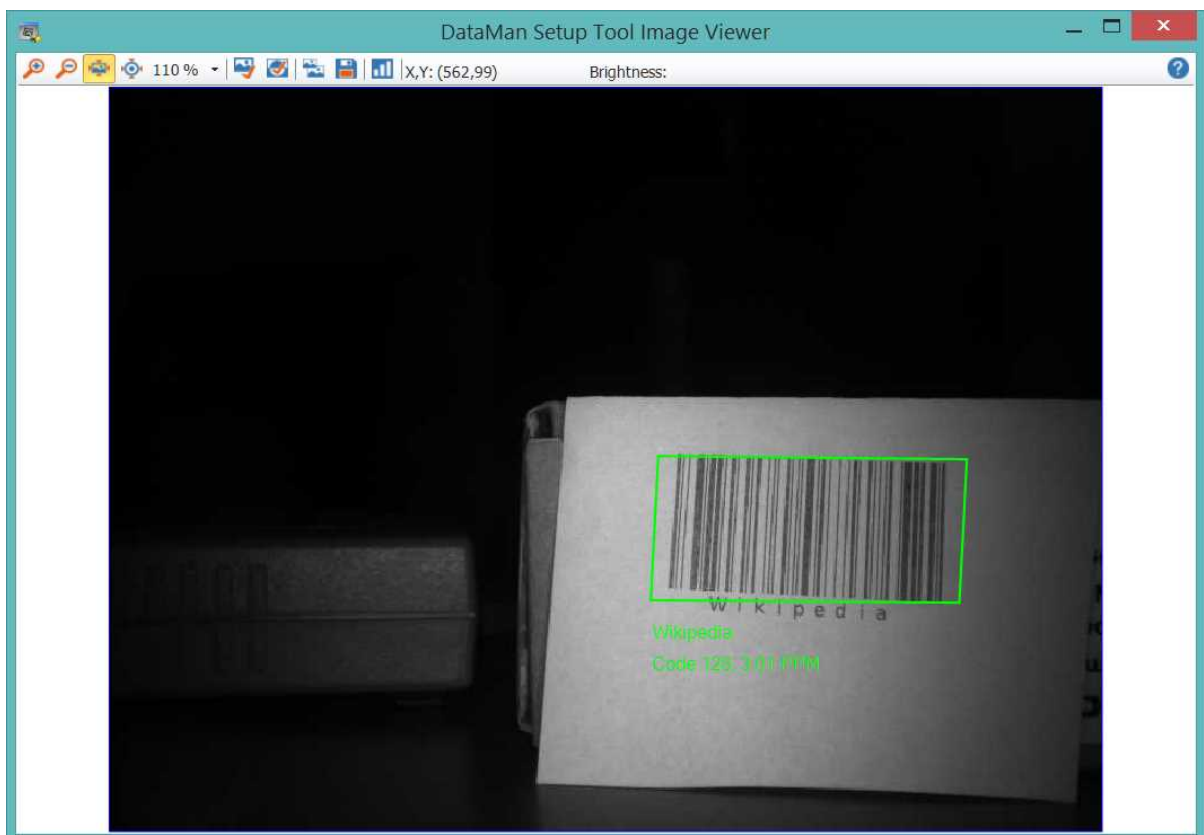 DataMan Setup Tool Image Viewer
110 %
X,Y: (562,99)
Brightness:
Wikipedia
Wikipedia
Code 128, 3.01 PPM